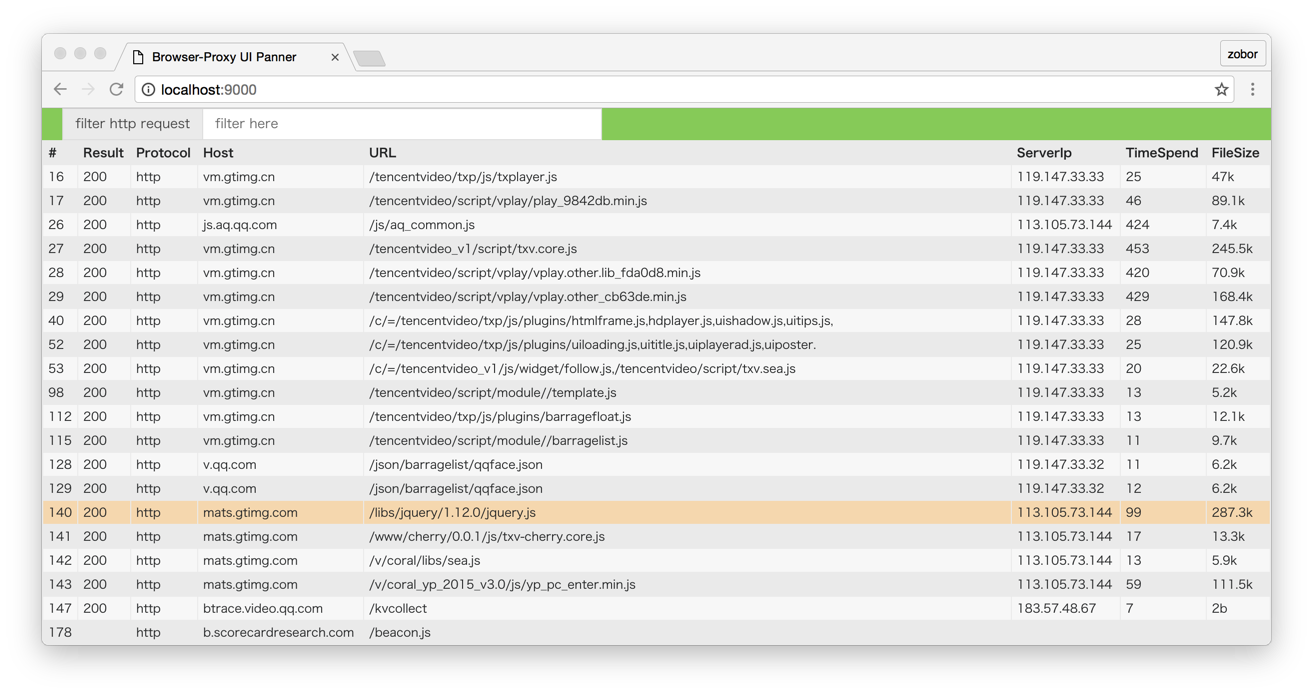 Browser-Proxy UI Panner
zobor
localhost:9000
filter http request filter here
# Result Protocol Host URL ServerIp TimeSpend FileSize
16 200 http vm.gtimg.cn /tencentvideo/txp/js/txplayer.js 119.147.33.33 25 47k
17 200 http vm.gtimg.cn /tencentvideo/script/vplay/play_9842db.min.js 119.147.33.33 46 89.1k
26 200 http js.aq.qq.com /js/aq_common.js 113.105.73.144 424 7.4k
27 200 http vm.gtimg.cn /tencentvideo_v1/script/txv.core.js 119.147.33.33 453 245.5k
28 200 http vm.gtimg.cn /tencentvideo/script/vplay/vplay.other.lib_fda0d8.min.js 119.147.33.33 420 70.9k
29 200 http vm.gtimg.cn /tencentvideo/script/vplay/vplay.other_cb63de.min.js 119.147.33.33 429 168.4k
40 200 http vm.gtimg.cn /c/=/tencentvideo/txp/js/plugins/htmlframe.js,hdplayer.js,uishadow.js,uitips.js, 119.147.33.33 28 147.8k
52 200 http vm.gtimg.cn /c/=/tencentvideo/txp/js/plugins/uiloading.js,uititle.js,uiplayerad.js,uiposter. 119.147.33.33 25 120.9k
53 200 http vm.gtimg.cn /c/=/tencentvideo_v1/js/widget/follow.js,/tencentvideo/script/txv.sea.js 119.147.33.33 20 22.6k
98 200 http vm.gtimg.cn /tencentvideo/script/module//template.js 119.147.33.33 13 5.2k
112 200 http vm.gtimg.cn /tencentvideo/txp/js/plugins/barragefloat.js 119.147.33.33 13 12.1k
115 200 http vm.gtimg.cn /tencentvideo/script/module//barragelist.js 119.147.33.33 11 9.7k
128 200 http v.qq.com /json/barragelist/qqface.json 119.147.33.32 11 6.2k
129 200 http v.qq.com /json/barragelist/qqface.json 119.147.33.32 12 6.2k
140 200 http mats.gtimg.com /libs/jquery/1.12.0/jquery.js 113.105.73.144 99 287.3k
141 200 http mats.gtimg.com /www/cherry/0.0.1/js/txv-cherry.core.js 113.105.73.144 17 13.3k
142 200 http mats.gtimg.com /v/coral/libs/sea.js 113.105.73.144 13 5.9k
143 200 http mats.gtimg.com /v/coral_yp_2015_v3.0/js/yp_pc_enter.min.js 113.105.73.144 59 111.5k
147 200 http btrace.video.qq.com /kvcollect 183.57.48.67 7 2b
178 http b.scorecardresearch.com /beacon.js